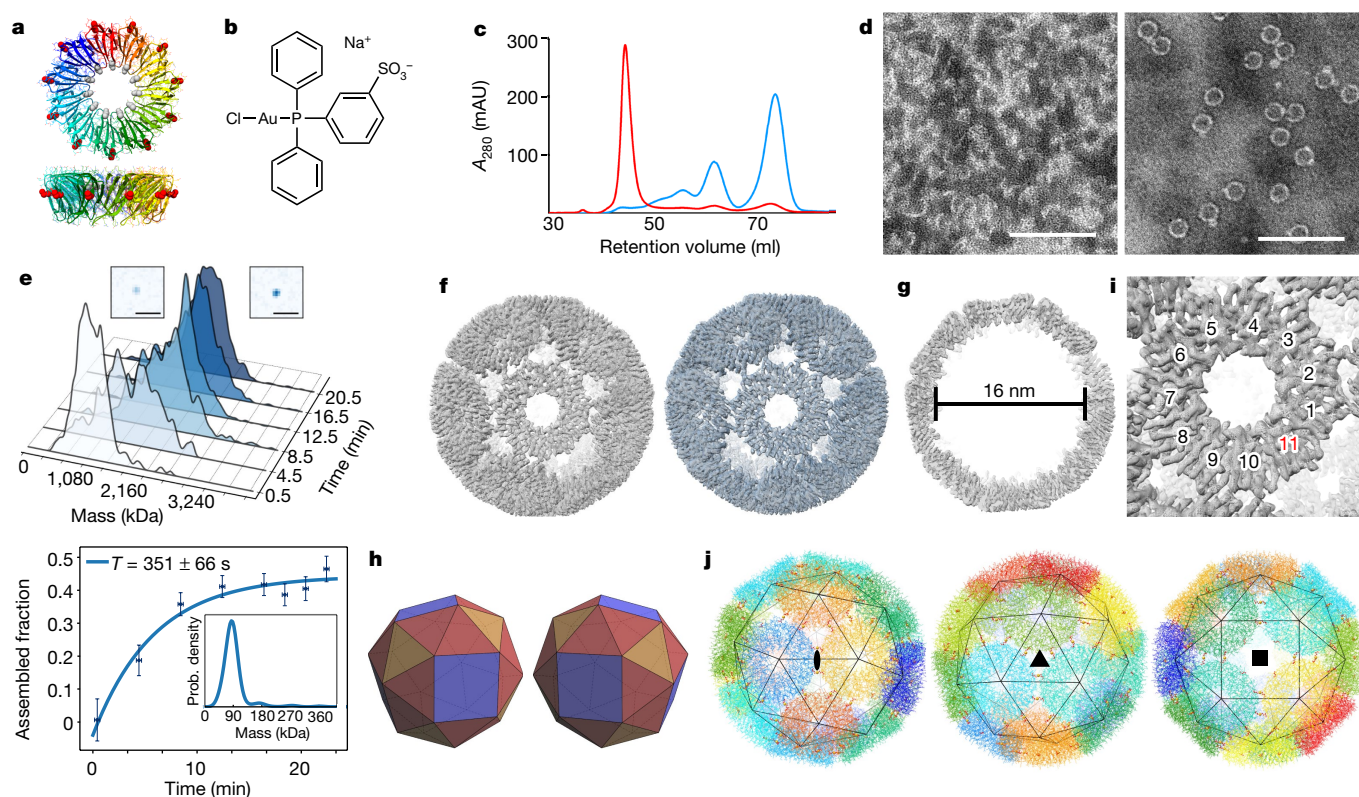 a
b
Na⁺
SO₃⁻
Cl Au P
c
300
200
100
A₂₈₀ (mAU)
30 50 70
Retention volume (ml)
d
e
0
1,080
2,160
3,240
Mass (kDa)
20.5
16.5
12.5
8.5
4.5
0.5
Time (min)
f
g
16 nm
i
1
2
3
4
5
6
7
8
9
10
11
0.5
0.4
0.3
0.2
0.1
0
Assembled fraction
T = 351 ± 66 s
Prob. density
0 90 180 270 360
Mass (kDa)
0 10 20
Time (min)
h
j